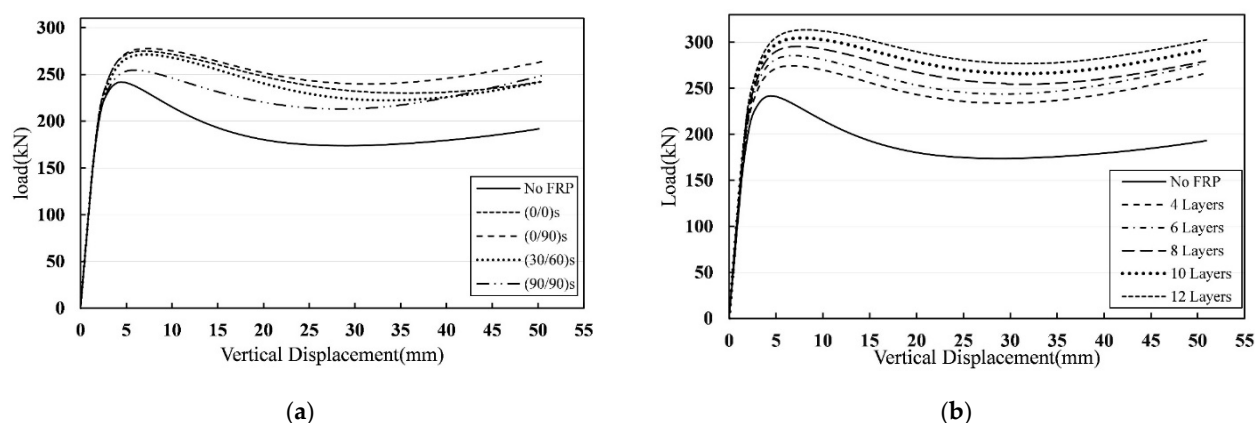 300
250
200
150
100
50
0
load(kN)
0 5 10 15 20 25 30 35 40 45 50 55
Vertical Displacement(mm)
No FRP
(0/0)s
(0/90)s
(30/60)s
(90/90)s
(a)
300
250
200
150
100
50
0
Load(kN)
0 5 10 15 20 25 30 35 40 45 50 55
Vertical Displacement(mm)
No FRP
4 Layers
6 Layers
8 Layers
10 Layers
12 Layers
(b)